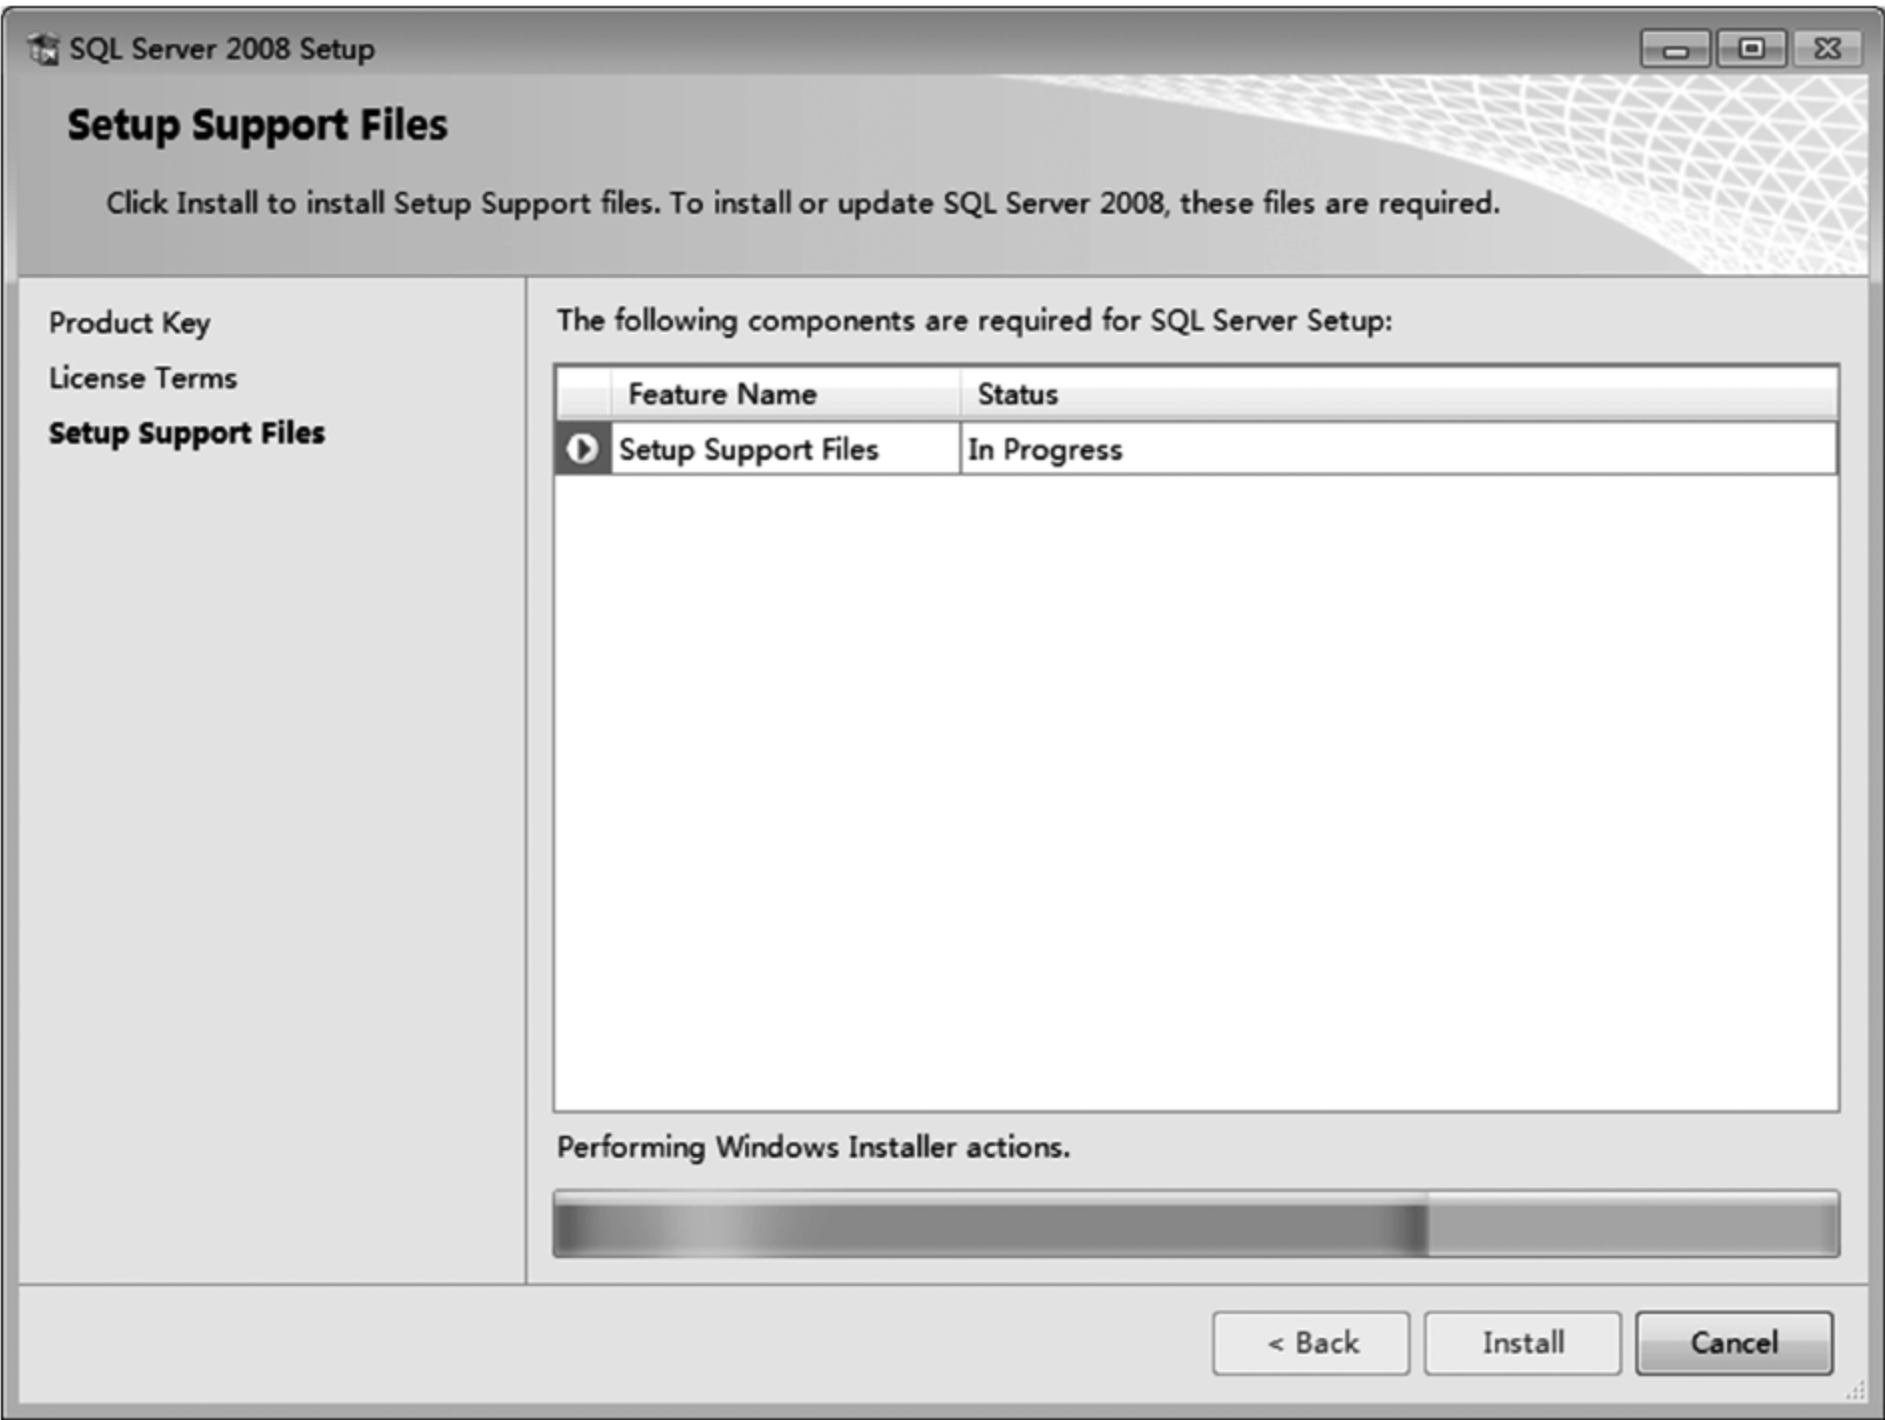 SQL Server 2008 Setup
Setup Support Files
Click Install to install Setup Support files. To install or update SQL Server 2008, these files are required.
Product Key
License Terms
Setup Support Files
The following components are required for SQL Server Setup:
Feature Name Status
Setup Support Files In Progress
Performing Windows Installer actions.
< Back Install Cancel